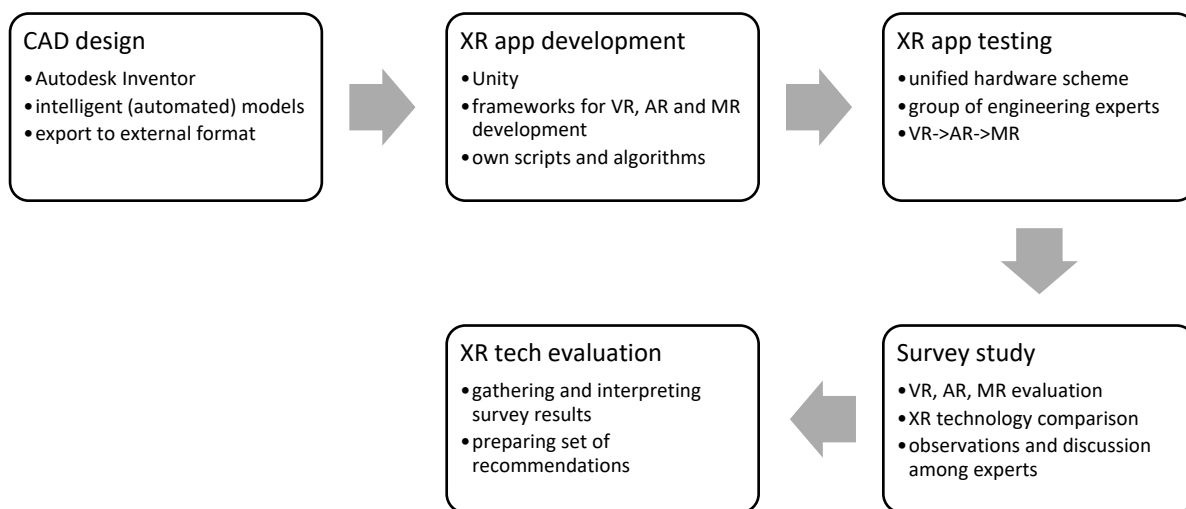 CAD design
•Autodesk Inventor
•intelligent (automated) models
•export to external format
XR app development
•Unity
•frameworks for VR, AR and MR
development
•own scripts and algorithms
XR app testing
•unified hardware scheme
•group of engineering experts
•VR->AR->MR
Survey study
•VR, AR, MR evaluation
•XR technology comparison
•observations and discussion
among experts
XR tech evaluation
•gathering and interpreting
survey results
•preparing set of
recommendations